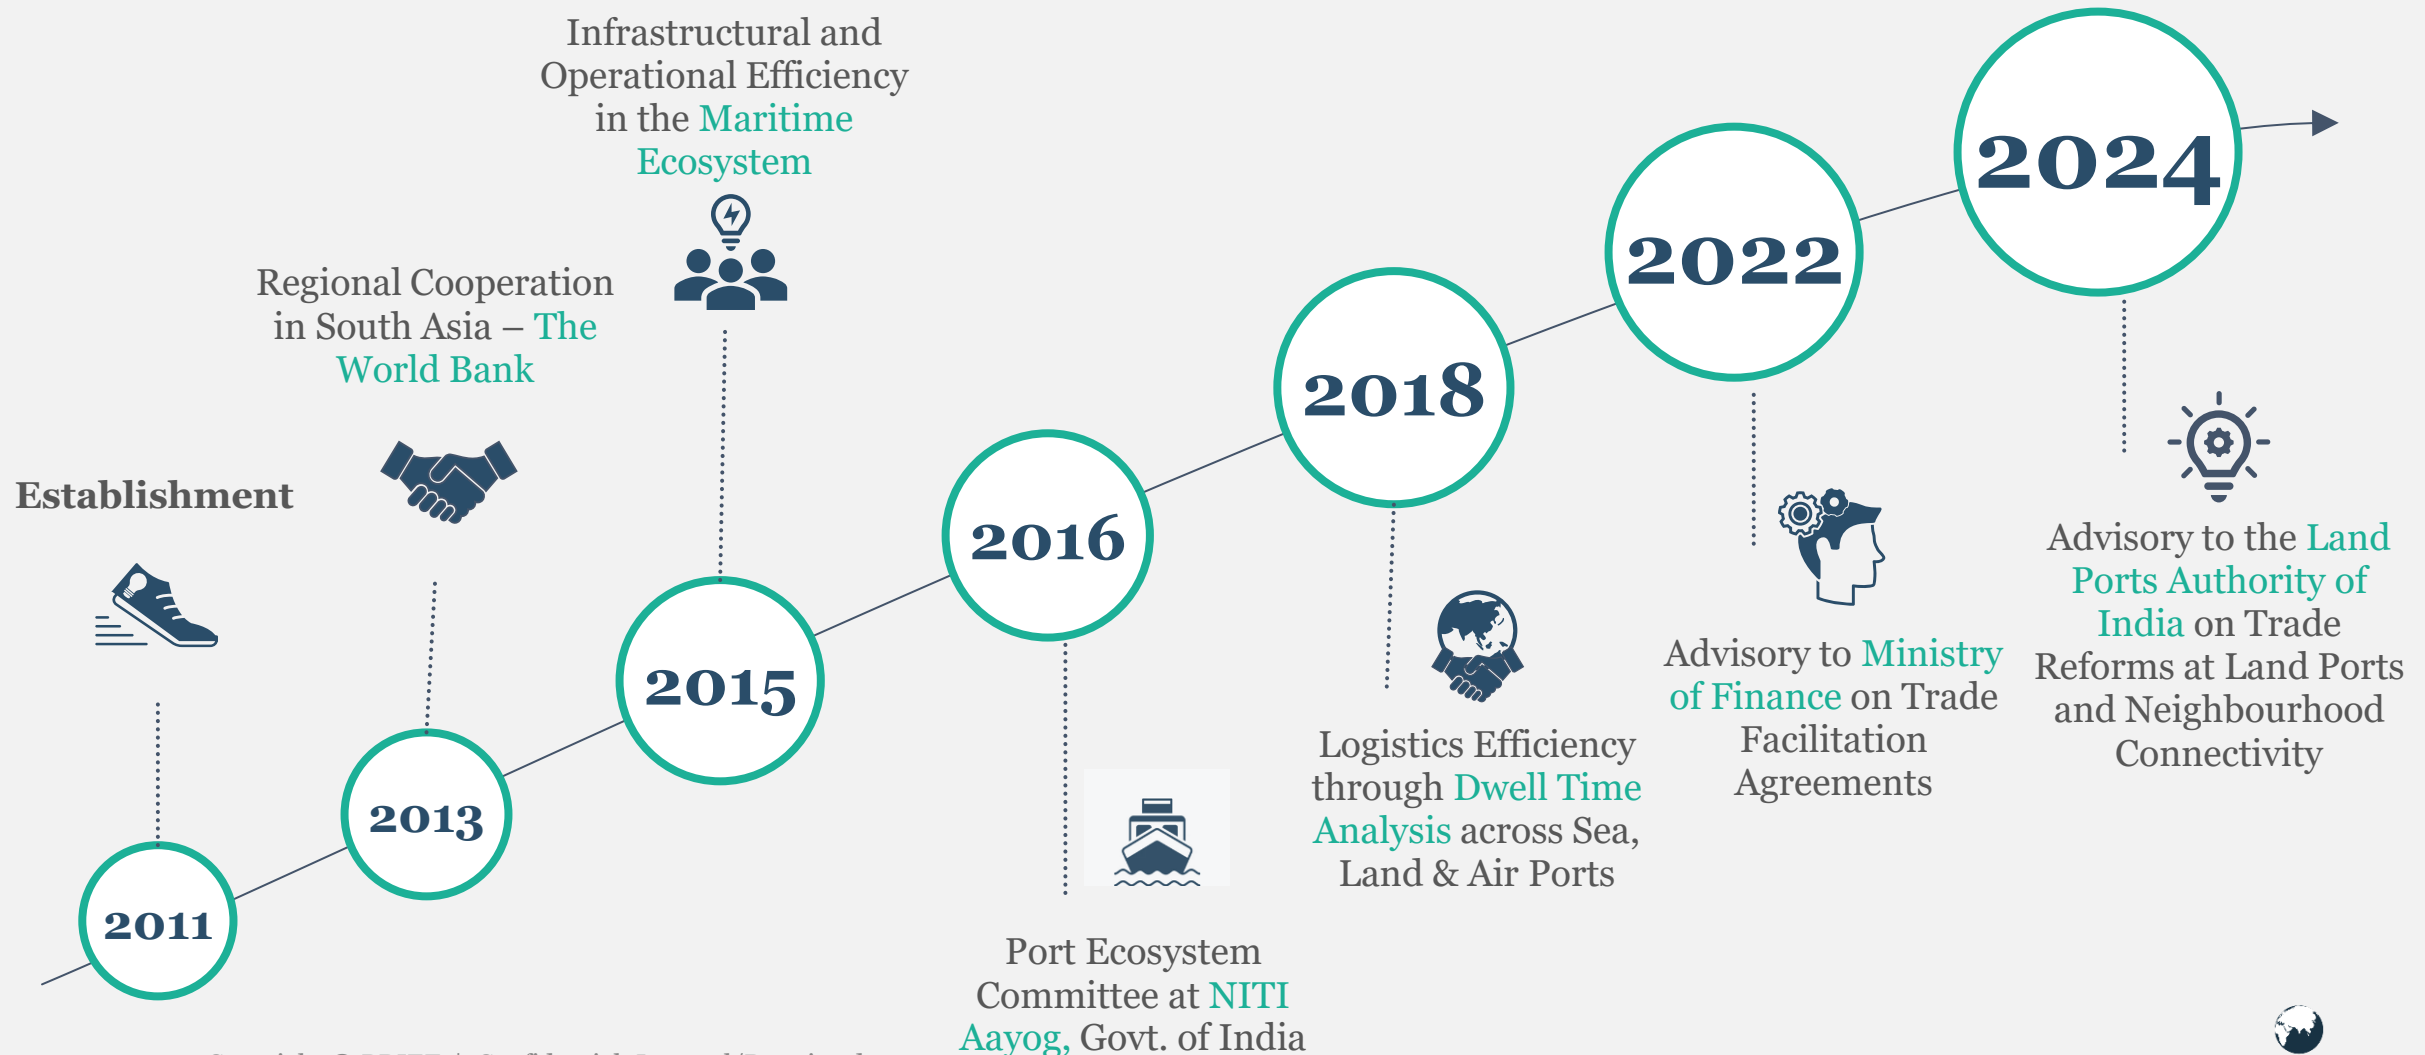 Establishment
2011
Regional Cooperation
in South Asia – The
World Bank
2013
Infrastructural and
Operational Efficiency
in the Maritime
Ecosystem
2015
2016
Port Ecosystem
Committee at NITI
Aayog, Govt. of India
2018
Logistics Efficiency
through Dwell Time
Analysis across Sea,
Land & Air Ports
2022
Advisory to Ministry
of Finance on Trade
Facilitation
Agreements
2024
Advisory to the Land
Ports Authority of
India on Trade
Reforms at Land Ports
and Neighbourhood
Connectivity